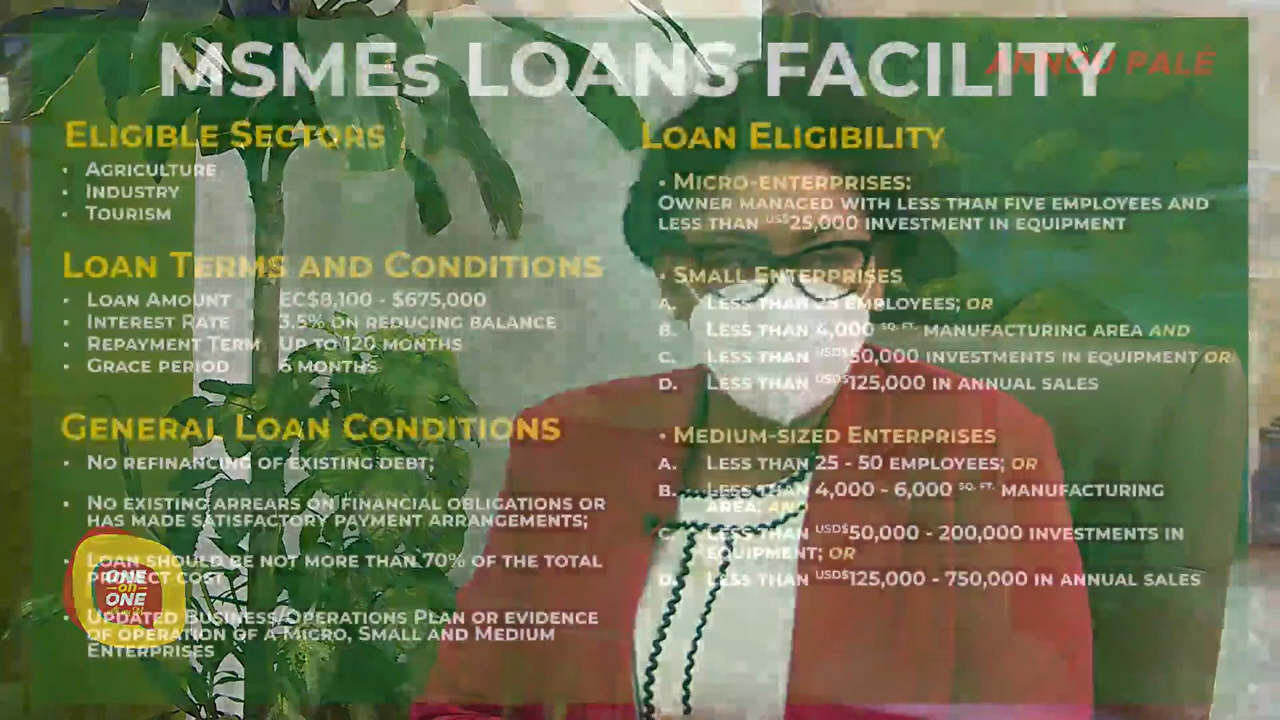 MSMEs LOANS FACILITY
ANNOU PALÉ
ELIGIBLE SECTORS
• AGRICULTURE
• INDUSTRY
• TOURISM
LOAN TERMS AND CONDITIONS
• LOAN AMOUNT EC$8,100 - $675,000
• INTEREST RATE 3.5% ON REDUCING BALANCE
• REPAYMENT TERM UP TO 120 MONTHS
• GRACE PERIOD 6 MONTHS
GENERAL LOAN CONDITIONS
• NO REFINANCING OF EXISTING DEBT;
• NO EXISTING ARREARS ON FINANCIAL OBLIGATIONS OR
HAS MADE SATISFACTORY PAYMENT ARRANGEMENTS;
• LOAN SHOULD BE NOT MORE THAN 70% OF THE TOTAL
PROJECT COST
• UPDATED BUSINESS/OPERATIONS PLAN OR EVIDENCE
OF OPERATION OF A MICRO, SMALL AND MEDIUM
ENTERPRISES
ONE
on
ONE
LOAN ELIGIBILITY
• MICRO-ENTERPRISES:
OWNER MANAGED WITH LESS THAN FIVE EMPLOYEES AND
LESS THAN US$25,000 INVESTMENT IN EQUIPMENT
• SMALL ENTERPRISES
A. LESS THAN 25 EMPLOYEES; OR
B. LESS THAN 4,000 SQ. FT. MANUFACTURING AREA AND
C. LESS THAN USD$50,000 INVESTMENTS IN EQUIPMENT OR
D. LESS THAN USD$125,000 IN ANNUAL SALES
• MEDIUM-SIZED ENTERPRISES
A. LESS THAN 25 - 50 EMPLOYEES; OR
B. LESS THAN 4,000 - 6,000 SQ. FT. MANUFACTURING
AREA; AND
C. LESS THAN USD$50,000 - 200,000 INVESTMENTS IN
EQUIPMENT; OR
D. LESS THAN USD$125,000 - 750,000 IN ANNUAL SALES